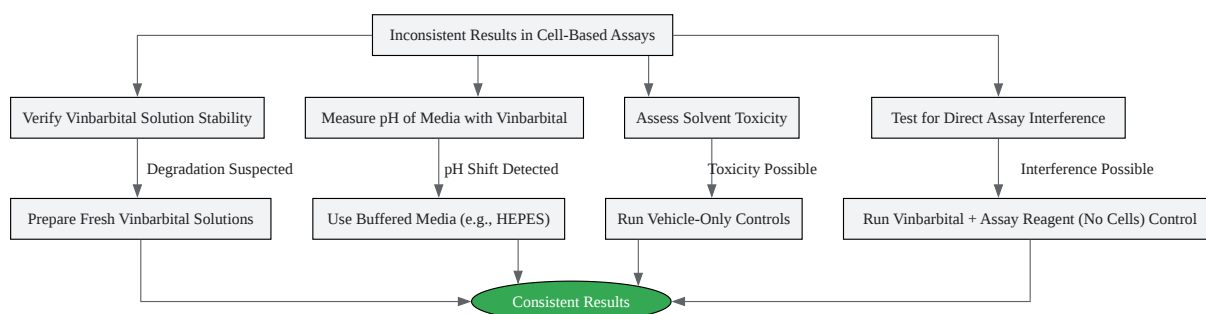 Inconsistent Results in Cell-Based Assays
Verify Vinbarbital Solution Stability
Measure pH of Media with Vinbarbital
Assess Solvent Toxicity
Test for Direct Assay Interference
Degradation Suspected
pH Shift Detected
Toxicity Possible
Interference Possible
Prepare Fresh Vinbarbital Solutions
Use Buffered Media (e.g., HEPES)
Run Vehicle-Only Controls
Run Vinbarbital + Assay Reagent (No Cells) Control
Consistent Results